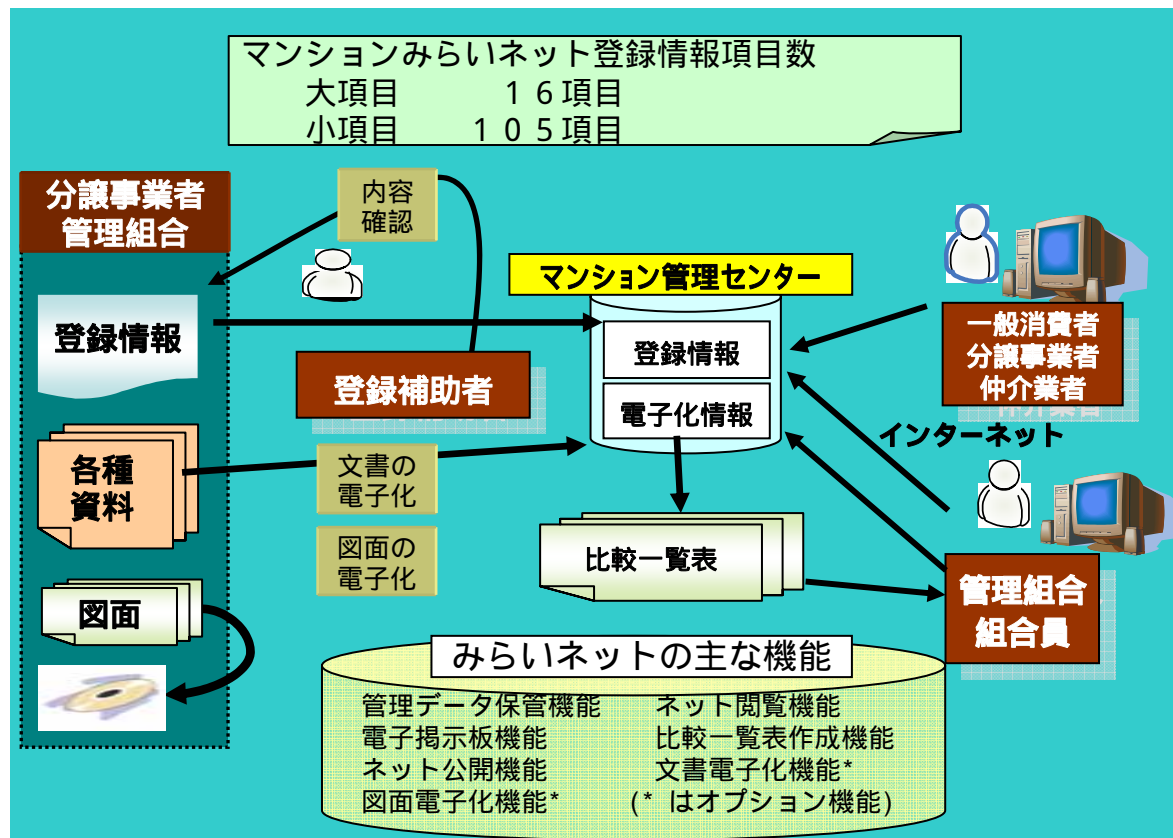 マンションみらいネット登録情報項目数
大項目 １６項目
小項目 １０５項目
分譲事業者
管理組合
内容
確認
登録情報
各種
資料
図面
登録補助者
文書の
電子化
図面の
電子化
マンション管理センター
登録情報
電子化情報
比較一覧表
一般消費者
分譲事業者
仲介業者
インターネット
管理組合
組合員
みらいネットの主な機能
管理データ保管機能 ネット閲覧機能
電子掲示板機能 比較一覧表作成機能
ネット公開機能 文書電子化機能*
図面電子化機能* (* はオプション機能)